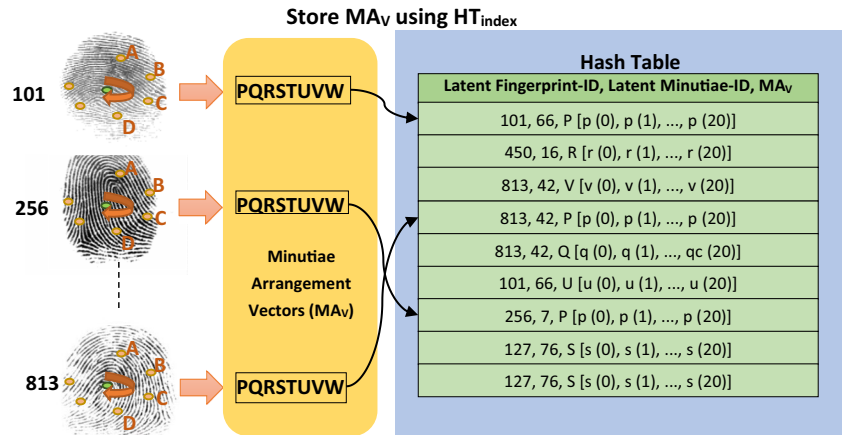 Store MAV using HTindex
A
B
C
D
101
PQRSTUVW
A
B
C
D
256
PQRSTUVW
Minutiae
Arrangement
Vectors (MAV)
A
B
C
D
813
PQRSTUVW
Hash Table
Latent Fingerprint-ID, Latent Minutiae-ID, MAV
101, 66, P [p (0), p (1), ..., p (20)]
450, 16, R [r (0), r (1), ..., r (20)]
813, 42, V [v (0), v (1), ..., v (20)]
813, 42, P [p (0), p (1), ..., p (20)]
813, 42, Q [q (0), q (1), ..., qc (20)]
101, 66, U [u (0), u (1), ..., u (20)]
256, 7, P [p (0), p (1), ..., p (20)]
127, 76, S [s (0), s (1), ..., s (20)]
127, 76, S [s (0), s (1), ..., s (20)]